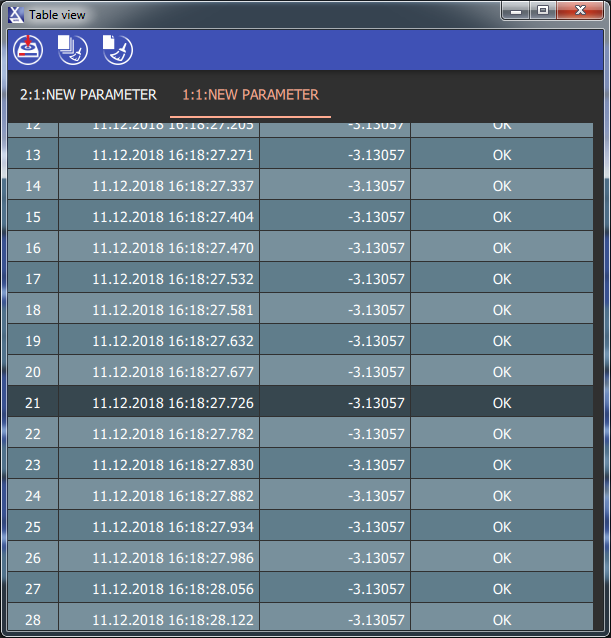 Table view
2:1:NEW PARAMETER 1:1:NEW PARAMETER
12 11.12.2018 16:18:27.205 -3.13057 OK
13 11.12.2018 16:18:27.271 -3.13057 OK
14 11.12.2018 16:18:27.337 -3.13057 OK
15 11.12.2018 16:18:27.404 -3.13057 OK
16 11.12.2018 16:18:27.470 -3.13057 OK
17 11.12.2018 16:18:27.532 -3.13057 OK
18 11.12.2018 16:18:27.581 -3.13057 OK
19 11.12.2018 16:18:27.632 -3.13057 OK
20 11.12.2018 16:18:27.677 -3.13057 OK
21 11.12.2018 16:18:27.726 -3.13057 OK
22 11.12.2018 16:18:27.782 -3.13057 OK
23 11.12.2018 16:18:27.830 -3.13057 OK
24 11.12.2018 16:18:27.882 -3.13057 OK
25 11.12.2018 16:18:27.934 -3.13057 OK
26 11.12.2018 16:18:27.986 -3.13057 OK
27 11.12.2018 16:18:28.056 -3.13057 OK
28 11.12.2018 16:18:28.122 -3.13057 OK